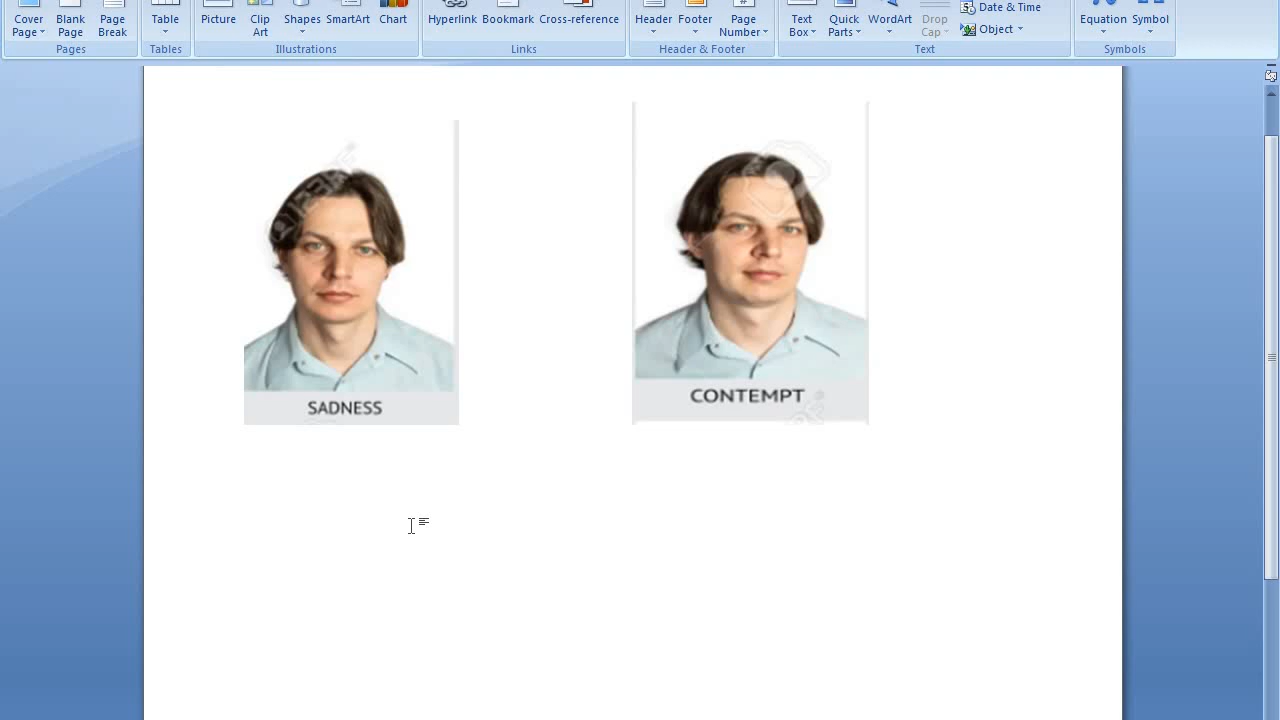 Cover Page
Blank Page
Page Break
Pages
Table
Tables
Picture
Clip Art
Shapes
SmartArt
Chart
Illustrations
Hyperlink
Bookmark
Cross-reference
Links
Header
Footer
Page Number
Header & Footer
Text Box
Quick Parts
WordArt
Drop Cap
Date & Time
Object
Text
Equation
Symbol
Symbols
SADNESS
CONTEMPT